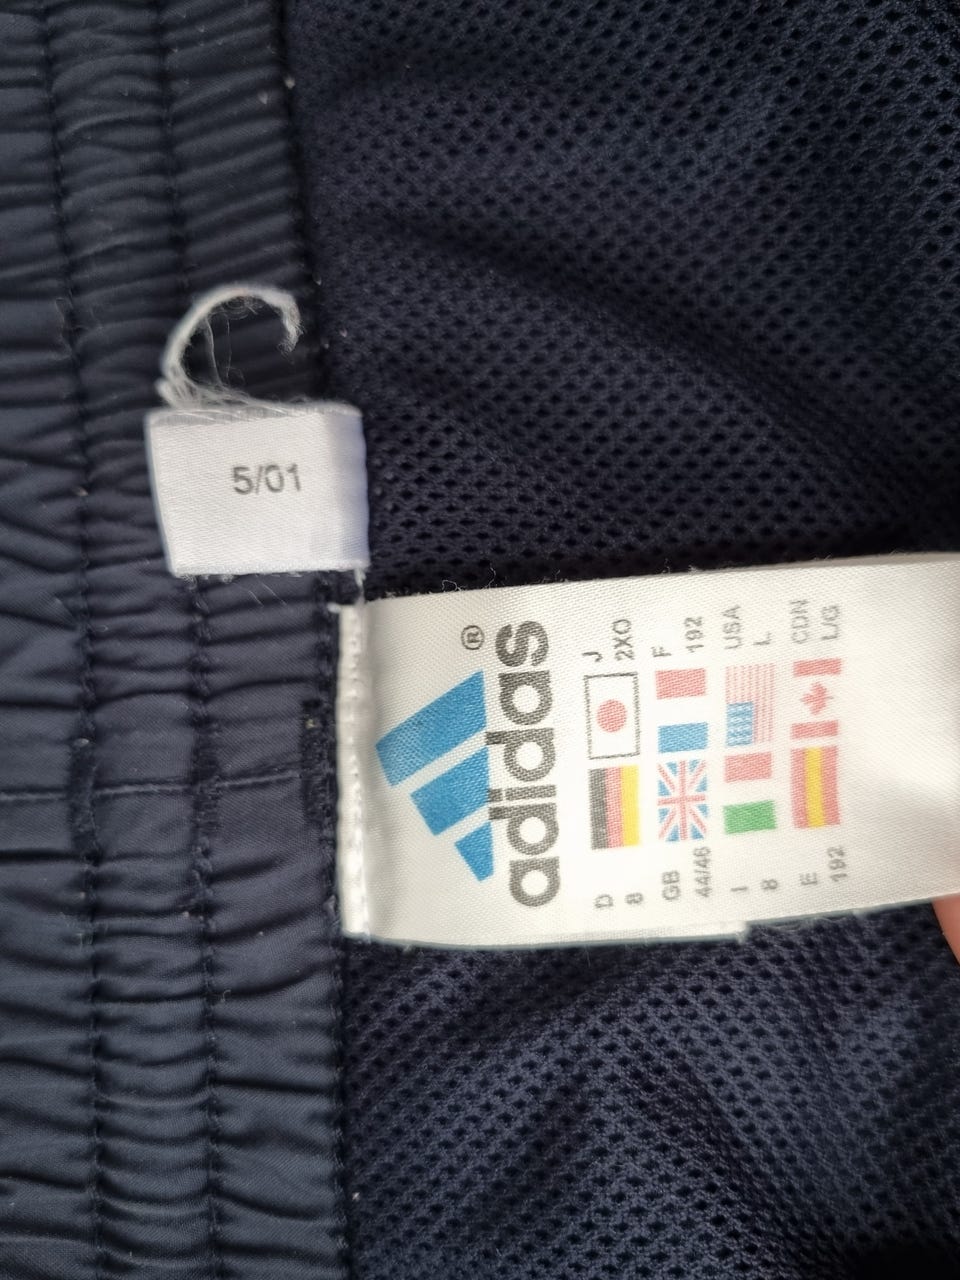 5/01
adidas®
D
8
J
2XO
GB
44/46
F
192
I
8
USA
L
E
192
CDN
L/G